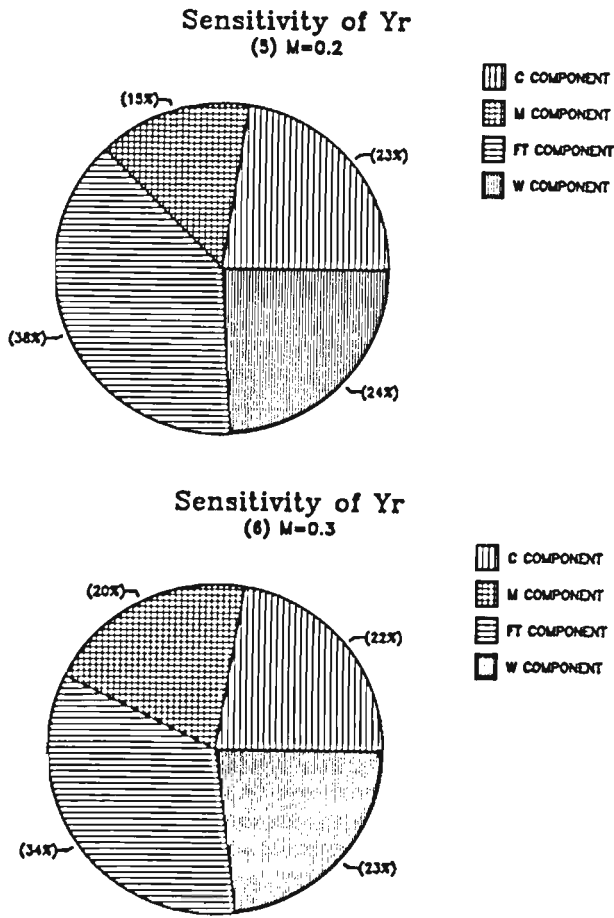 Sensitivity of Yr
(5) M=0.2
(15%)
(23%)
(38%)
(24%)
C COMPONENT
M COMPONENT
FT COMPONENT
W COMPONENT
Sensitivity of Yr
(6) M=0.3
(20%)
(22%)
(34%)
(23%)
C COMPONENT
M COMPONENT
FT COMPONENT
W COMPONENT